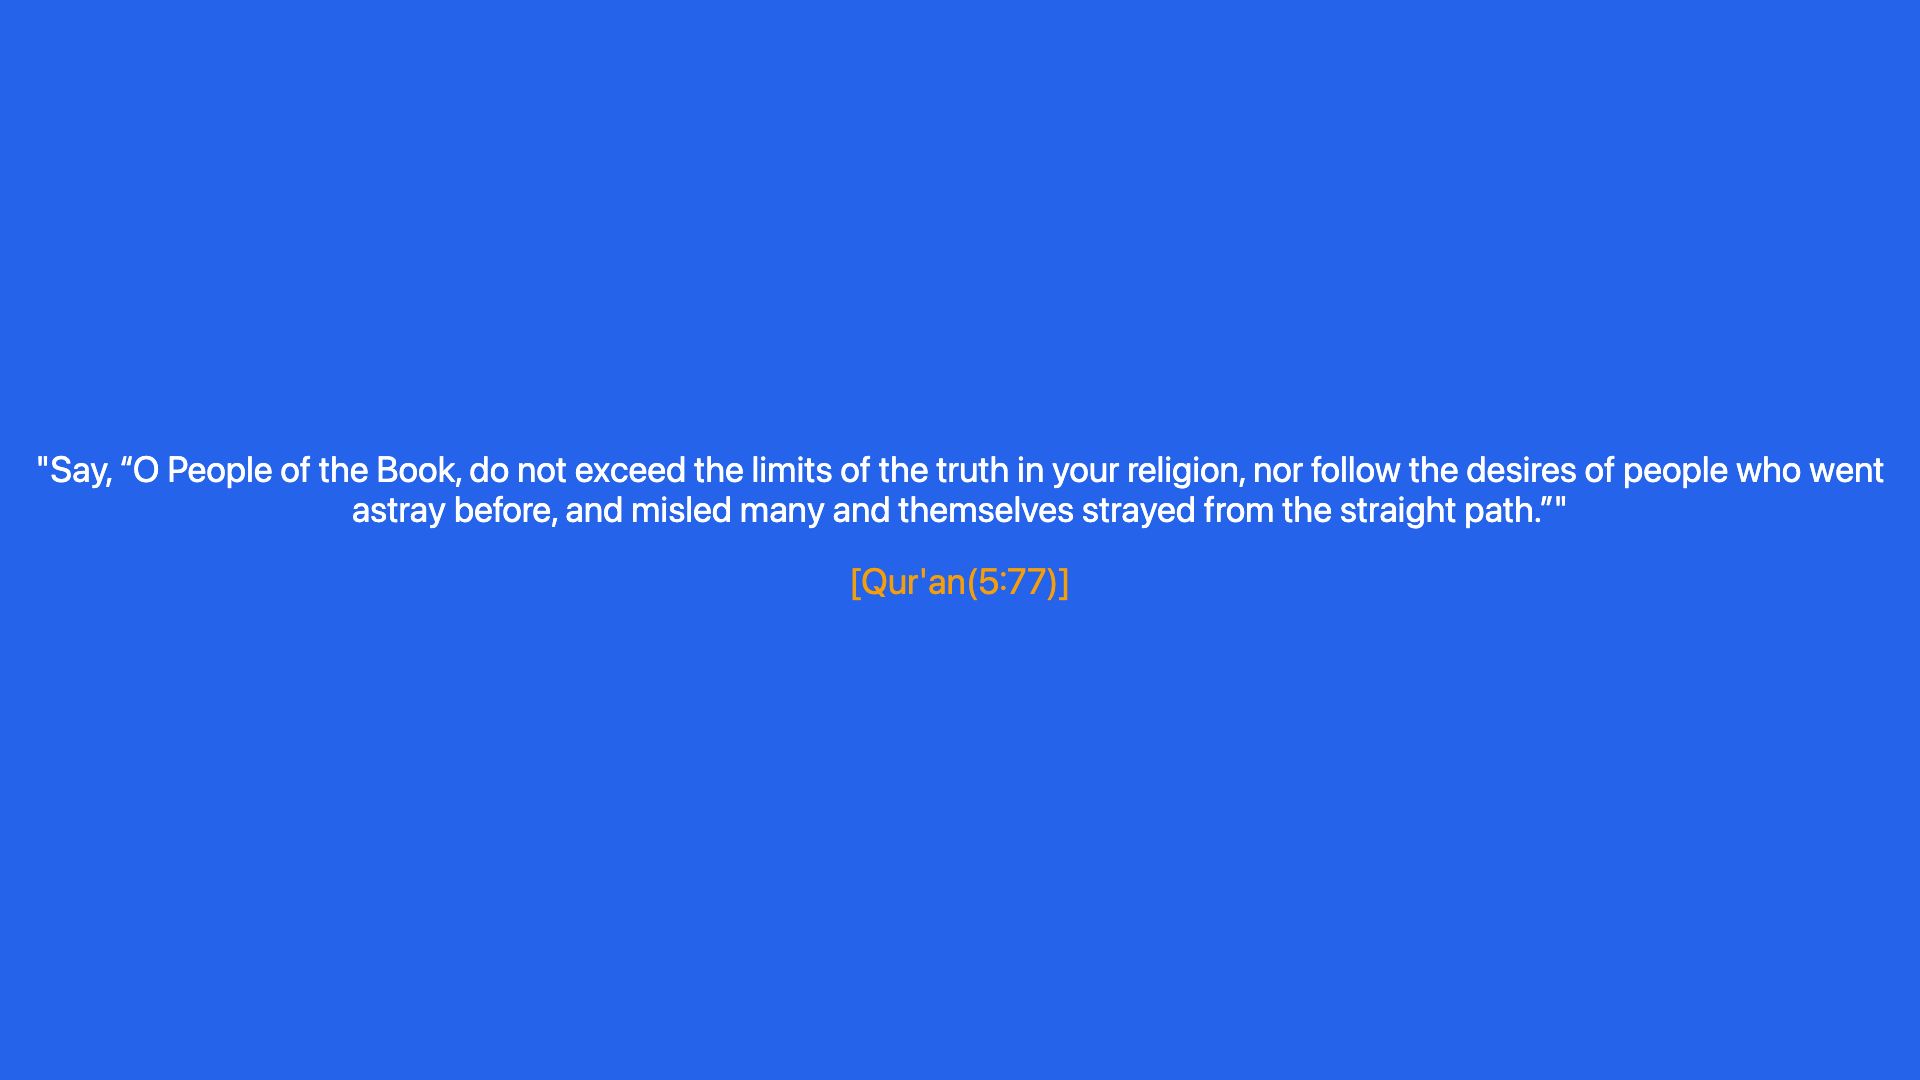 "Say, “O People of the Book, do not exceed the limits of the truth in your religion, nor follow the desires of people who went
astray before, and misled many and themselves strayed from the straight path.”"
[Qur'an(5:77)]